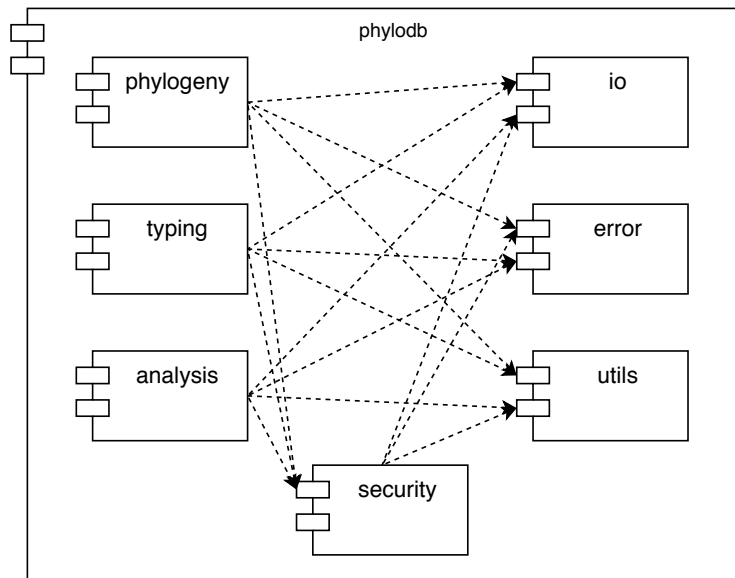 phylodb
phylogeny
io
typing
error
analysis
utils
security